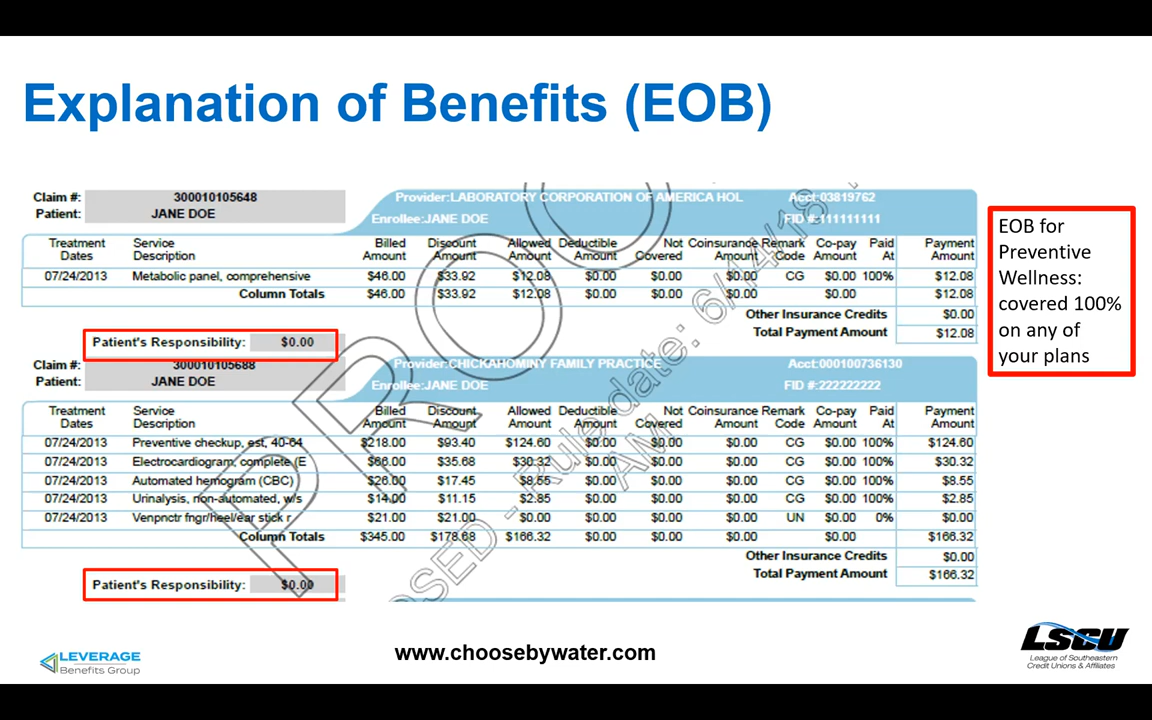 Explanation of Benefits (EOB)
Claim #: 300010105648 Provider:LABORATORY CORPORATION OF AMERICA HOL Acct:03819762
Patient: JANE DOE Enrollee:JANE DOE FID #:111111111
Treatment Dates Service Description Billed Amount Discount Amount Allowed Amount Deductible Amount Not Covered Coinsurance Amount Remark Code Co-pay Amount Paid At Payment Amount
07/24/2013 Metabolic panel, comprehensive $46.00 $33.92 $12.08 $0.00 $0.00 $0.00 CG $0.00 100% $12.08
Column Totals $46.00 $33.92 $12.08 $0.00 $0.00 $0.00 $0.00 $12.08
Other Insurance Credits $0.00
Total Payment Amount $12.08
Patient's Responsibility: $0.00
Claim #: 300010105688 Provider:CHICKAHOMINY FAMILY PRACTICE Acct:000100736130
Patient: JANE DOE Enrollee:JANE DOE FID #:222222222
Treatment Dates Service Description Billed Amount Discount Amount Allowed Amount Deductible Amount Not Covered Coinsurance Amount Remark Code Co-pay Amount Paid At Payment Amount
07/24/2013 Preventive checkup, est, 40-64 $218.00 $93.40 $124.60 $0.00 $0.00 $0.00 CG $0.00 100% $124.60
07/24/2013 Electrocardiogram, complete (E $66.00 $35.68 $30.32 $0.00 $0.00 $0.00 CG $0.00 100% $30.32
07/24/2013 Automated hemogram (CBC) $26.00 $17.45 $8.55 $0.00 $0.00 $0.00 CG $0.00 100% $8.55
07/24/2013 Urinalysis, non-automated, w/s $14.00 $11.15 $2.85 $0.00 $0.00 $0.00 CG $0.00 100% $2.85
07/24/2013 Venpnctr fngr/heel/ear stick r $21.00 $21.00 $0.00 $0.00 $0.00 $0.00 UN $0.00 0% $0.00
Column Totals $345.00 $178.68 $166.32 $0.00 $0.00 $0.00 $0.00 $166.32
Other Insurance Credits $0.00
Total Payment Amount $166.32
Patient's Responsibility: $0.00
EOB for
Preventive
Wellness:
covered 100%
on any of
your plans
LEVERAGE
Benefits Group
www.choosebywater.com
LSCU
League of Southeastern
Credit Unions & Affiliates